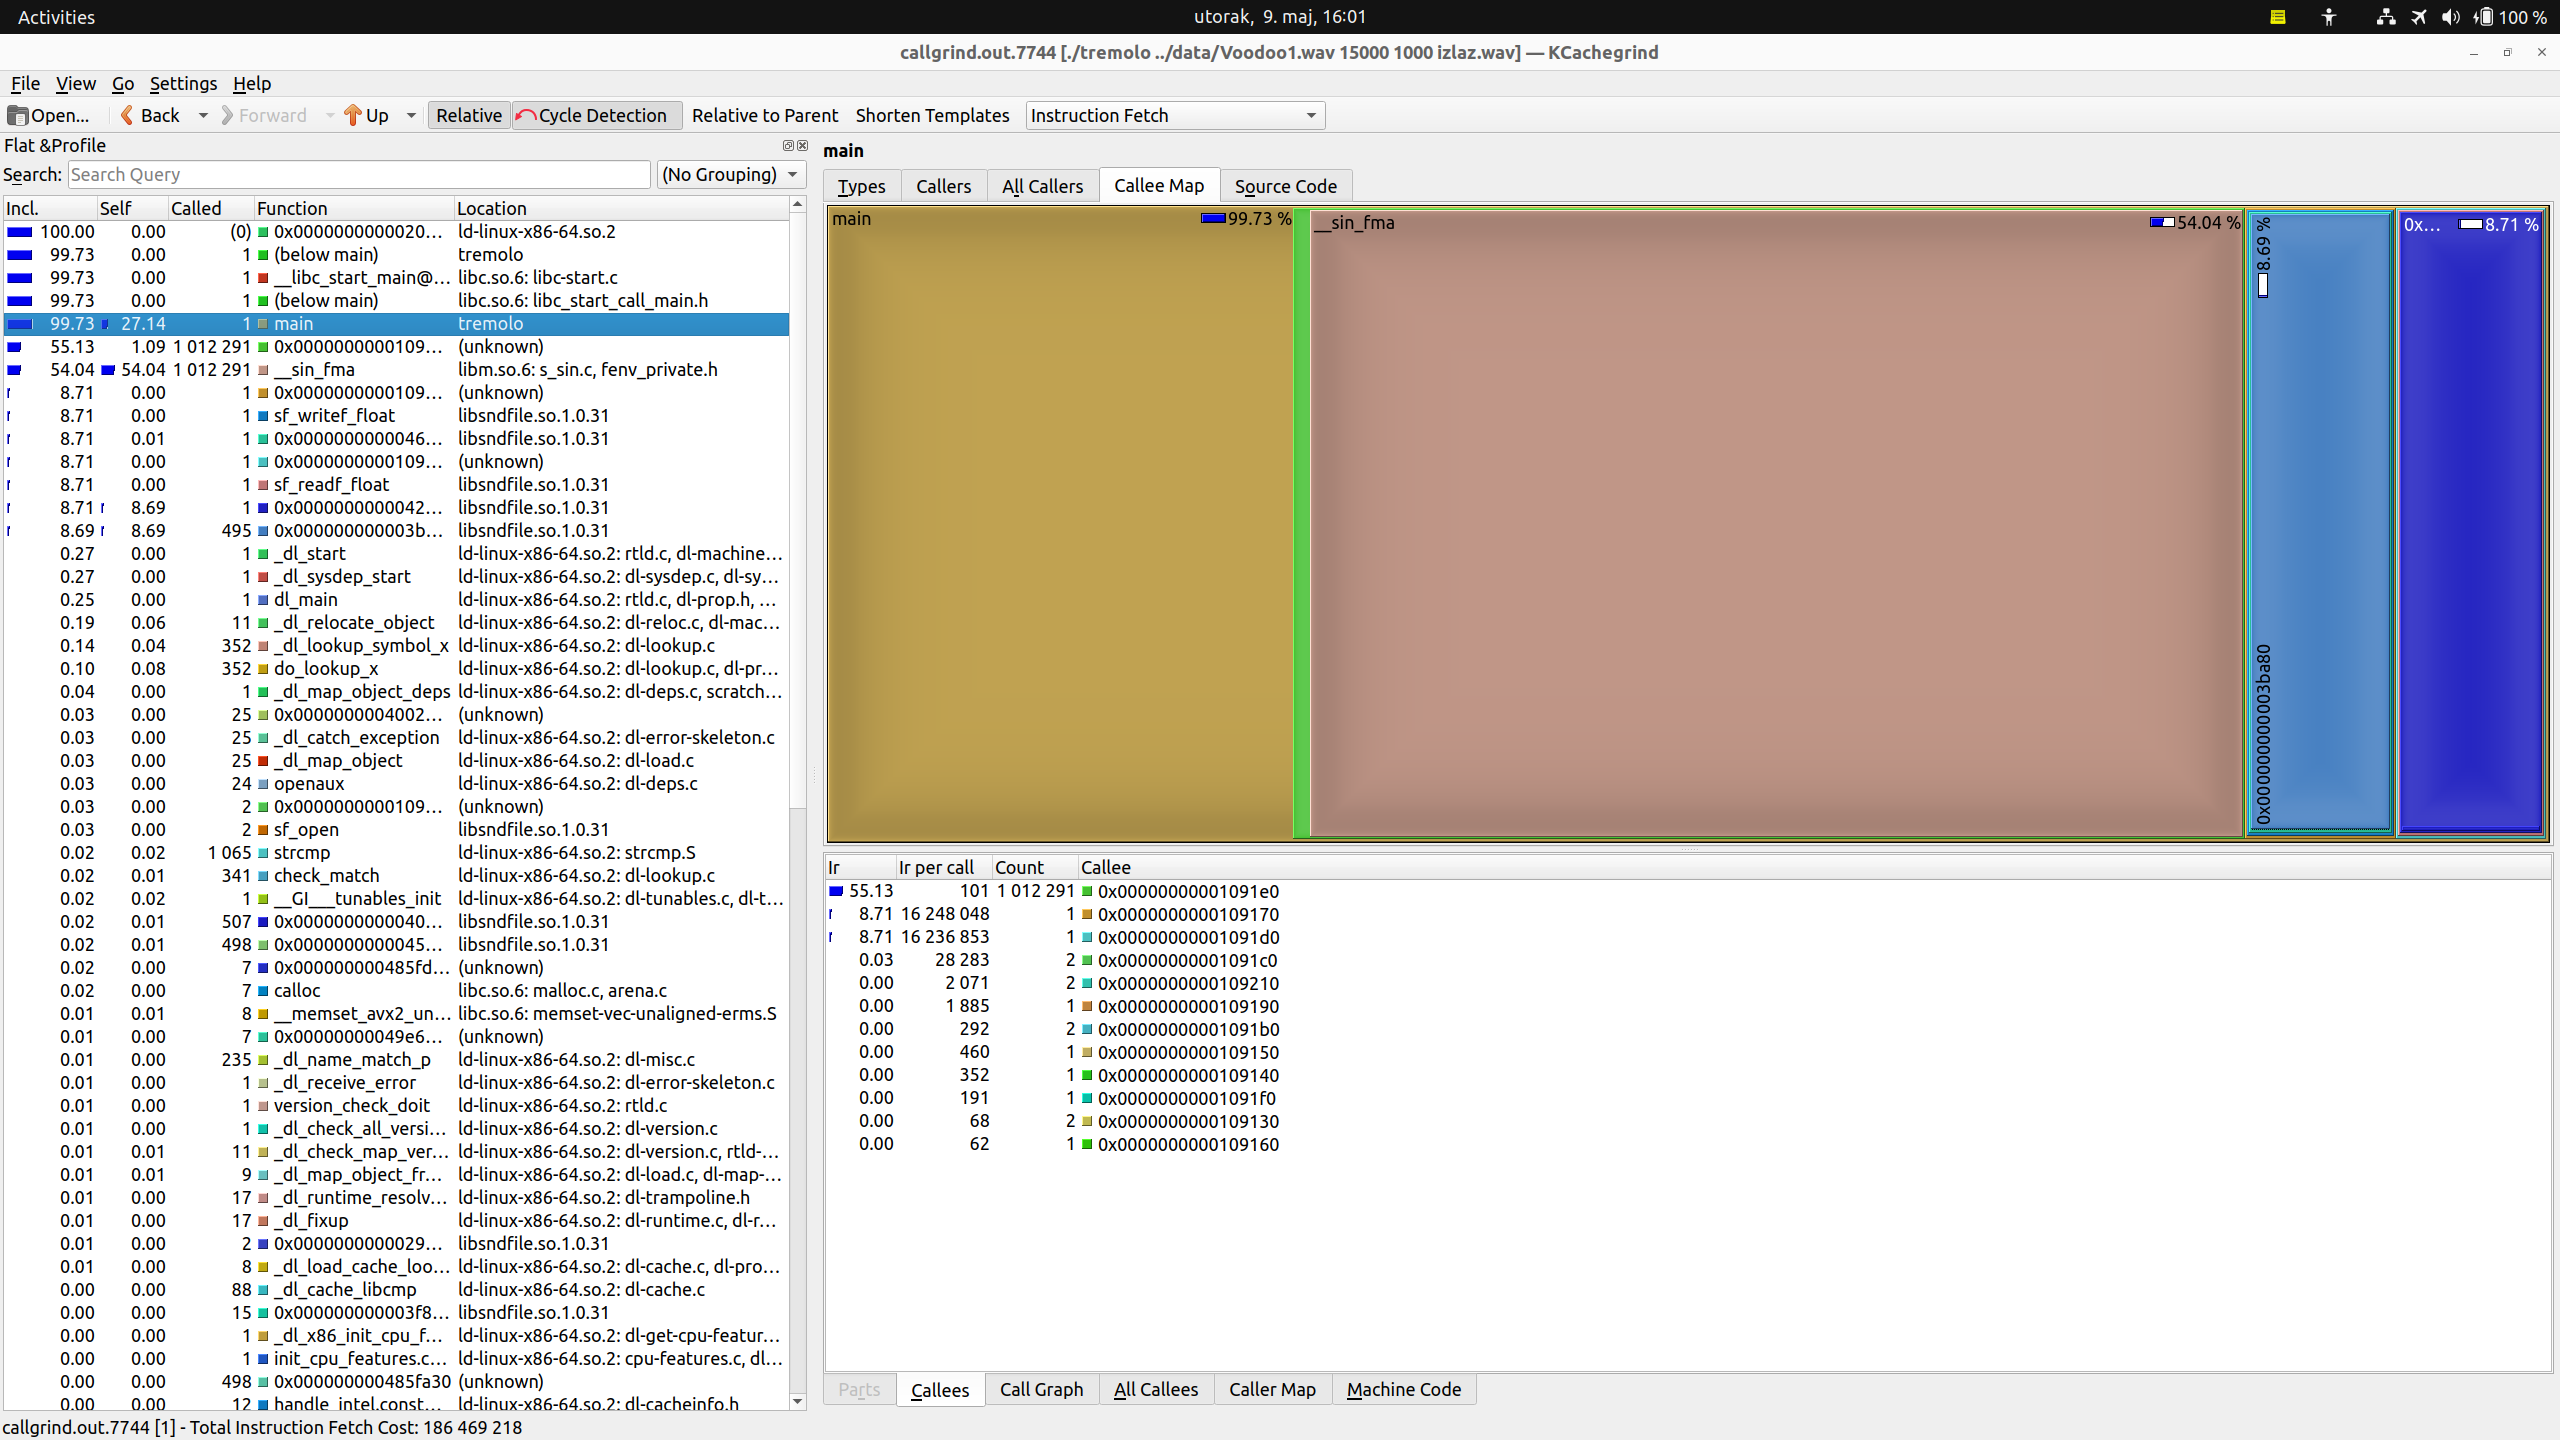 Activities
utorak, 9. maj, 16:01
100 %
callgrind.out.7744 [./tremolo ../data/Voodoo1.wav 15000 1000 izlaz.wav] — KCachegrind
File View Go Settings Help
Open... Back Forward Up Relative Cycle Detection Relative to Parent Shorten Templates Instruction Fetch
Flat &Profile
Search: Search Query (No Grouping)
Incl. Self Called Function Location
100.00 0.00 (0) 0x0000000000020... ld-linux-x86-64.so.2
99.73 0.00 1 (below main) tremolo
99.73 0.00 1 __libc_start_main@... libc.so.6: libc-start.c
99.73 0.00 1 (below main) libc.so.6: libc_start_call_main.h
99.73 27.14 1 main tremolo
55.13 1.09 1 012 291 0x0000000000109... (unknown)
54.04 54.04 1 012 291 __sin_fma libm.so.6: s_sin.c, fenv_private.h
8.71 0.00 1 0x0000000000109... (unknown)
8.71 0.00 1 sf_writef_float libsndfile.so.1.0.31
8.71 0.01 1 0x0000000000046... libsndfile.so.1.0.31
8.71 0.00 1 0x0000000000109... (unknown)
8.71 0.00 1 sf_readf_float libsndfile.so.1.0.31
8.71 8.69 1 0x0000000000042... libsndfile.so.1.0.31
8.69 8.69 495 0x000000000003b... libsndfile.so.1.0.31
0.27 0.00 1 _dl_start ld-linux-x86-64.so.2: rtld.c, dl-machine...
0.27 0.00 1 _dl_sysdep_start ld-linux-x86-64.so.2: dl-sysdep.c, dl-sy...
0.25 0.00 1 dl_main ld-linux-x86-64.so.2: rtld.c, dl-prop.h, ...
0.19 0.06 11 _dl_relocate_object ld-linux-x86-64.so.2: dl-reloc.c, dl-mac...
0.14 0.04 352 _dl_lookup_symbol_x ld-linux-x86-64.so.2: dl-lookup.c
0.10 0.08 352 do_lookup_x ld-linux-x86-64.so.2: dl-lookup.c, dl-pr...
0.04 0.00 1 _dl_map_object_deps ld-linux-x86-64.so.2: dl-deps.c, scratch...
0.03 0.00 25 0x0000000004002... (unknown)
0.03 0.00 25 _dl_catch_exception ld-linux-x86-64.so.2: dl-error-skeleton.c
0.03 0.00 25 _dl_map_object ld-linux-x86-64.so.2: dl-load.c
0.03 0.00 24 openaux ld-linux-x86-64.so.2: dl-deps.c
0.03 0.00 2 0x0000000000109... (unknown)
0.03 0.00 2 sf_open libsndfile.so.1.0.31
0.02 0.02 1 065 strcmp ld-linux-x86-64.so.2: strcmp.S
0.02 0.01 341 check_match ld-linux-x86-64.so.2: dl-lookup.c
0.02 0.02 1 __GI___tunables_init ld-linux-x86-64.so.2: dl-tunables.c, dl-t...
0.02 0.01 507 0x0000000000040... libsndfile.so.1.0.31
0.02 0.01 498 0x0000000000045... libsndfile.so.1.0.31
0.02 0.00 7 0x000000000485fd... (unknown)
0.02 0.00 7 calloc libc.so.6: malloc.c, arena.c
0.01 0.01 8 __memset_avx2_un... libc.so.6: memset-vec-unaligned-erms.S
0.01 0.00 7 0x00000000049e6... (unknown)
0.01 0.00 235 _dl_name_match_p ld-linux-x86-64.so.2: dl-misc.c
0.01 0.00 1 _dl_receive_error ld-linux-x86-64.so.2: dl-error-skeleton.c
0.01 0.00 1 version_check_doit ld-linux-x86-64.so.2: rtld.c
0.01 0.00 1 _dl_check_all_versi... ld-linux-x86-64.so.2: dl-version.c
0.01 0.01 11 _dl_check_map_ver... ld-linux-x86-64.so.2: dl-version.c, rtld-...
0.01 0.01 9 _dl_map_object_fr... ld-linux-x86-64.so.2: dl-load.c, dl-map-...
0.01 0.00 17 _dl_runtime_resolv... ld-linux-x86-64.so.2: dl-trampoline.h
0.01 0.00 17 _dl_fixup ld-linux-x86-64.so.2: dl-runtime.c, dl-r...
0.01 0.00 2 0x0000000000029... libsndfile.so.1.0.31
0.01 0.00 8 _dl_load_cache_loo... ld-linux-x86-64.so.2: dl-cache.c, dl-pro...
0.00 0.00 88 _dl_cache_libcmp ld-linux-x86-64.so.2: dl-cache.c
0.00 0.00 15 0x000000000003f8... libsndfile.so.1.0.31
0.00 0.00 1 _dl_x86_init_cpu_f... ld-linux-x86-64.so.2: dl-get-cpu-featur...
0.00 0.00 1 init_cpu_features.c... ld-linux-x86-64.so.2: cpu-features.c, dl...
0.00 0.00 498 0x000000000485fa30 (unknown)
0.00 0.00 12 handle_intel.const... ld-linux-x86-64.so.2: dl-cacheinfo.h
main
Types Callers All Callers Callee Map Source Code
main 99.73 %
__sin_fma 54.04 %
0x000000000003ba80 8.69 %
0x... 8.71 %
Ir Ir per call Count Callee
55.13 101 1 012 291 0x00000000001091e0
8.71 16 248 048 1 0x0000000000109170
8.71 16 236 853 1 0x00000000001091d0
0.03 28 283 2 0x00000000001091c0
0.00 2 071 2 0x0000000000109210
0.00 1 885 1 0x0000000000109190
0.00 292 2 0x00000000001091b0
0.00 460 1 0x0000000000109150
0.00 352 1 0x0000000000109140
0.00 191 1 0x00000000001091f0
0.00 68 2 0x0000000000109130
0.00 62 1 0x0000000000109160
Parts Callees Call Graph All Callees Caller Map Machine Code
callgrind.out.7744 [1] - Total Instruction Fetch Cost: 186 469 218